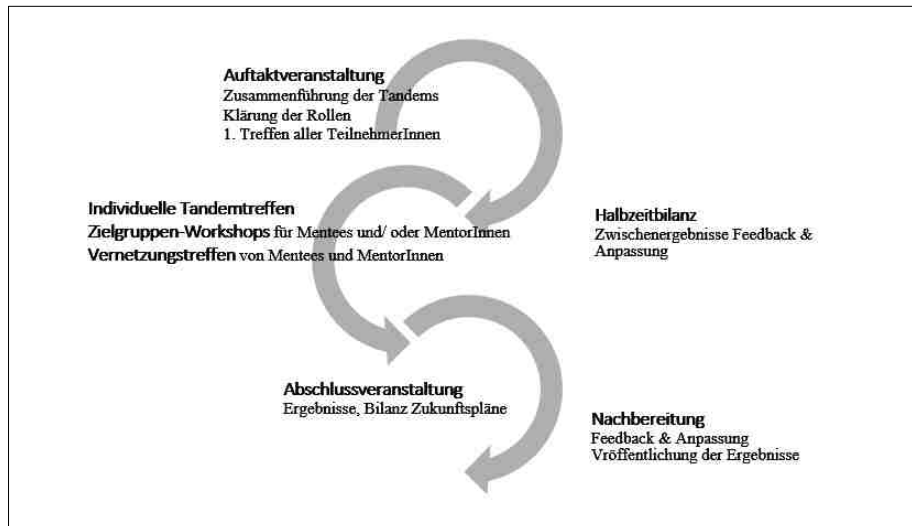 Auftaktveranstaltung
Zusammenführung der Tandems
Klärung der Rollen
1. Treffen aller TeilnehmerInnen
Individuelle Tandemtreffen
Zielgruppen-Workshops für Mentees und/ oder MentorInnen
Vernetzungstreffen von Mentees und MentorInnen
Halbzeitbilanz
Zwischenergebnisse Feedback &
Anpassung
Abschlussveranstaltung
Ergebnisse, Bilanz Zukunftspläne
Nachbereitung
Feedback & Anpassung
Vröffentlichung der Ergebnisse